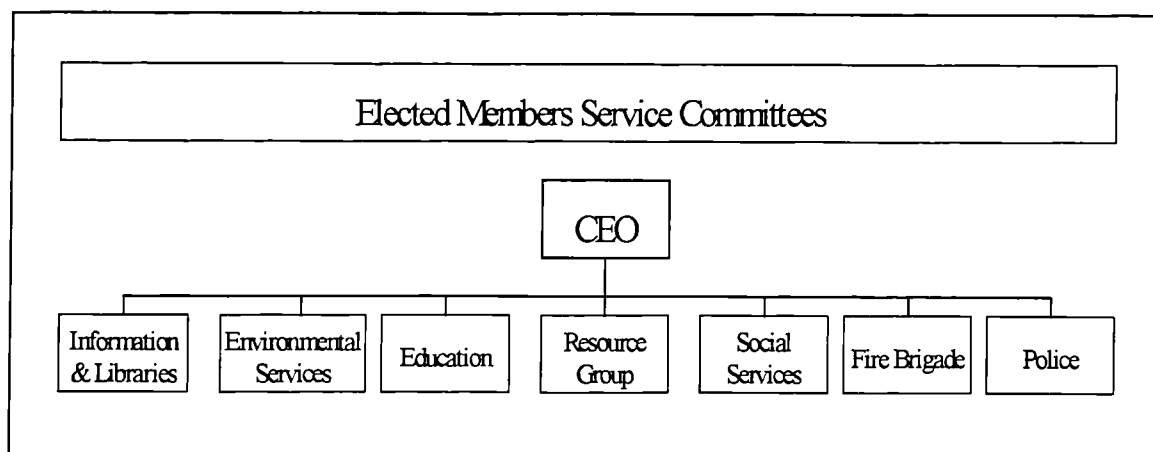 Elected Members Service Committees
CEO
Information
& Libraries
Environmental
Services
Education
Resource
Group
Social
Services
Fire Brigade
Police